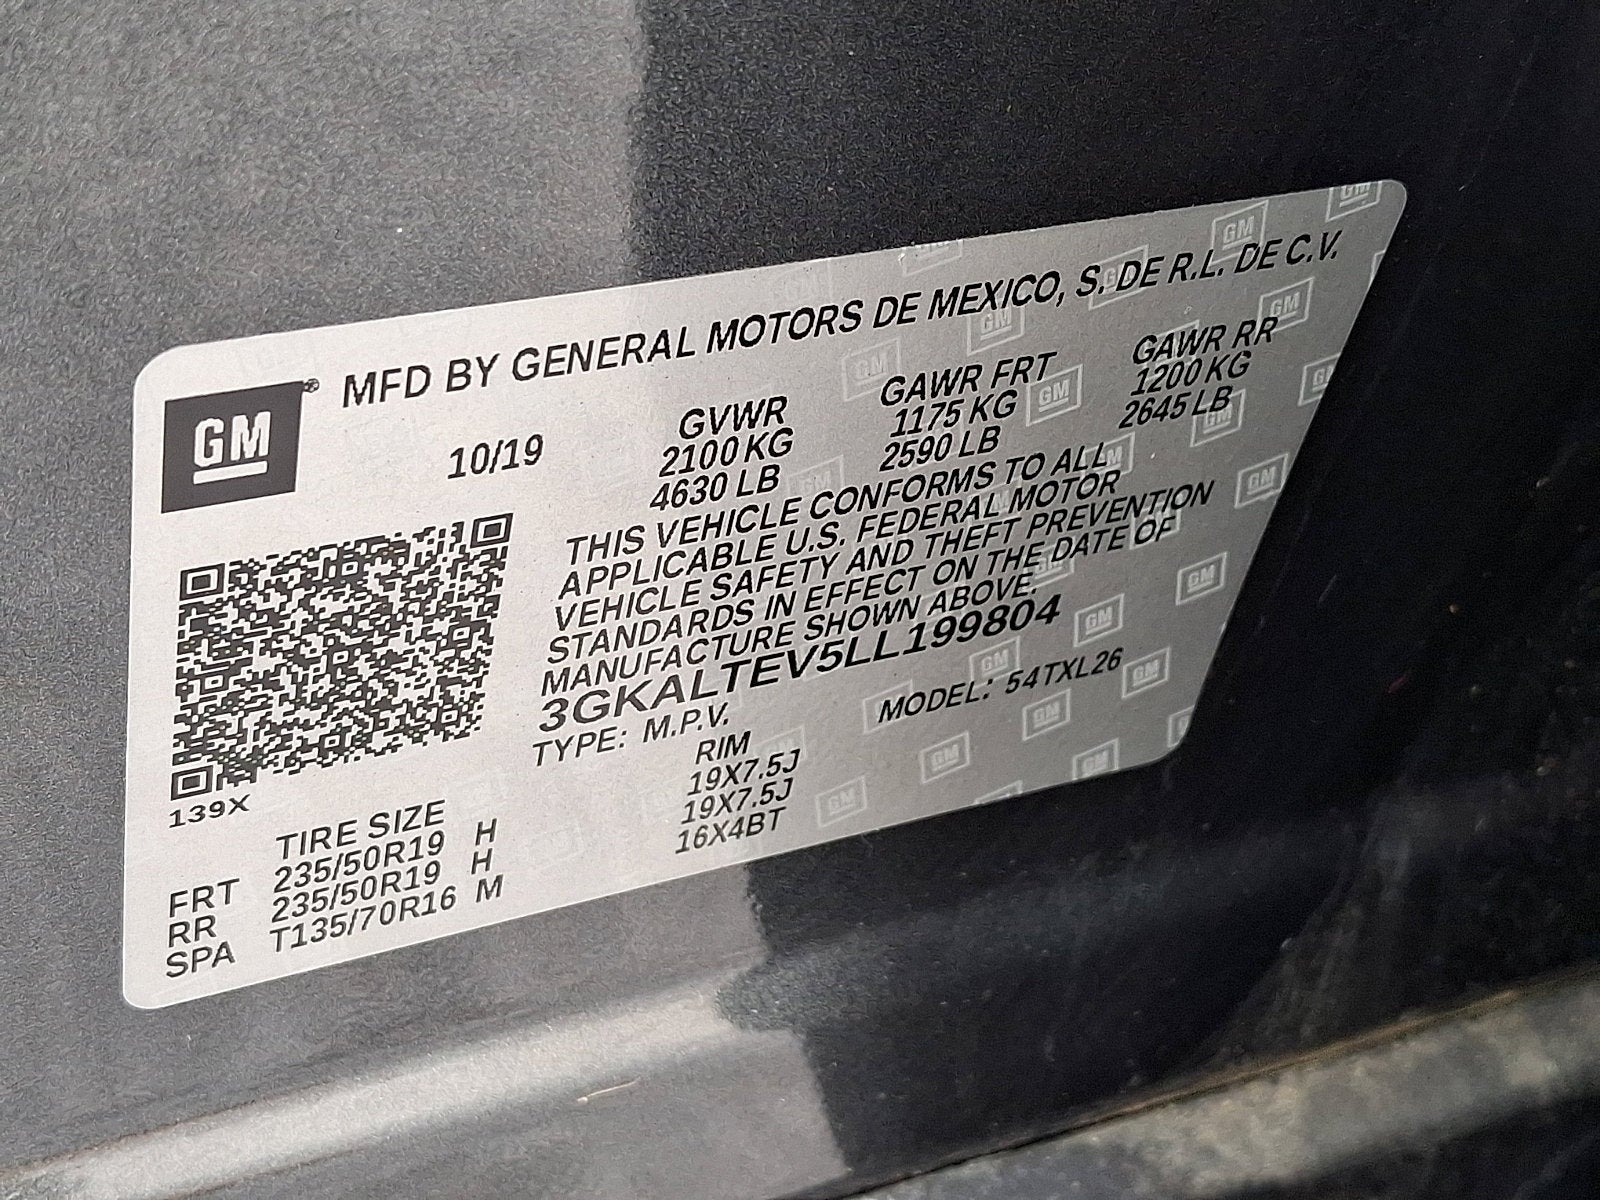 GM® MFD BY GENERAL MOTORS DE MEXICO, S. DE R.L. DE C.V.
10/19 GVWR GAWR FRT GAWR RR
2100 KG 1175 KG 1200 KG
4630 LB 2590 LB 2645 LB
THIS VEHICLE CONFORMS TO ALL
APPLICABLE U.S. FEDERAL MOTOR
VEHICLE SAFETY AND THEFT PREVENTION
STANDARDS IN EFFECT ON THE DATE OF
MANUFACTURE SHOWN ABOVE.
3GKALTEV5LL199804
TYPE: M.P.V. MODEL: 54TXL26
139X
TIRE SIZE RIM
FRT 235/50R19 H 19X7.5J
RR 235/50R19 H 19X7.5J
SPA T135/70R16 M 16X4BT